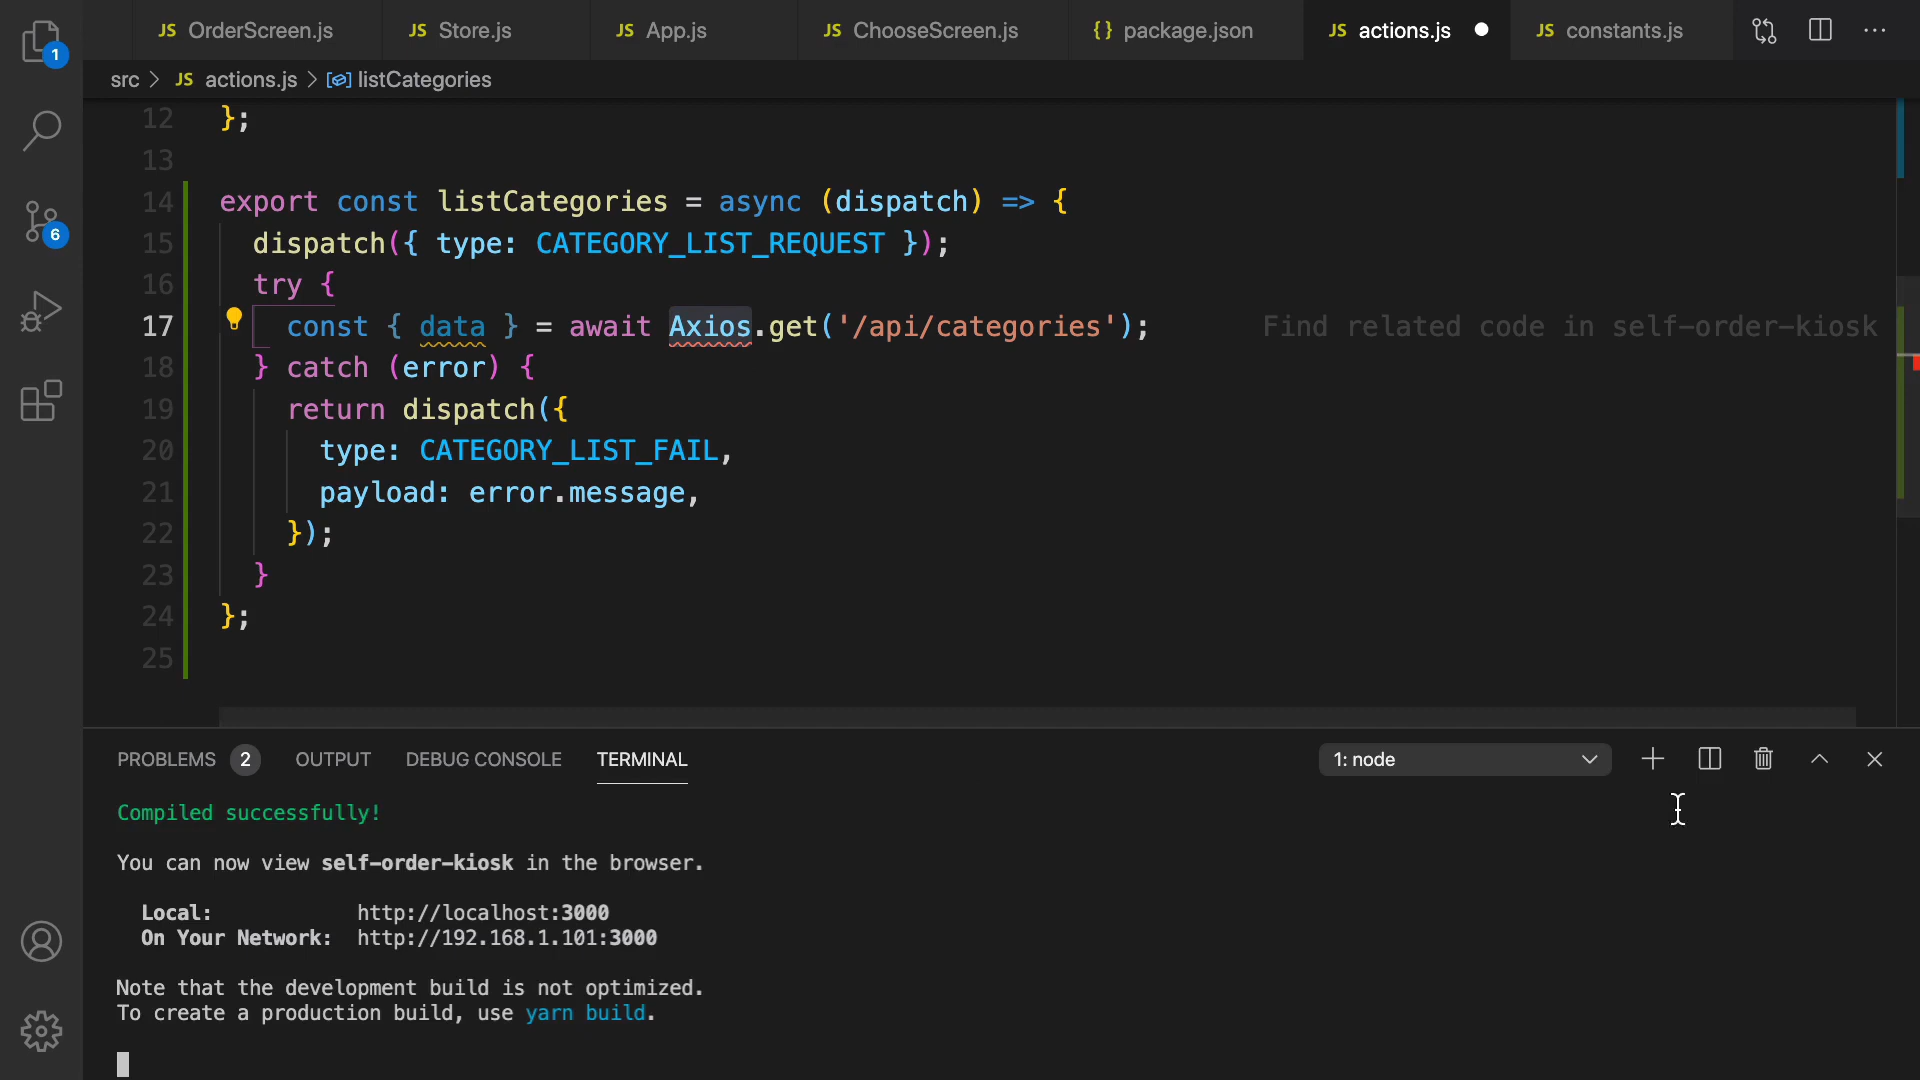 1
JS OrderScreen.js JS Store.js JS App.js JS ChooseScreen.js {} package.json JS actions.js JS constants.js ···
src > JS actions.js > listCategories
12 };
13
14 export const listCategories = async (dispatch) => {
15 dispatch({ type: CATEGORY_LIST_REQUEST });
16 try {
17 const { data } = await Axios.get('/api/categories'); Find related code in self-order-kiosk
18 } catch (error) {
19 return dispatch({
20 type: CATEGORY_LIST_FAIL,
21 payload: error.message,
22 });
23 }
24 };
25
6
PROBLEMS 2 OUTPUT DEBUG CONSOLE TERMINAL 1: node
Compiled successfully!
You can now view self-order-kiosk in the browser.
Local: http://localhost:3000
On Your Network: http://192.168.1.101:3000
Note that the development build is not optimized.
To create a production build, use yarn build.